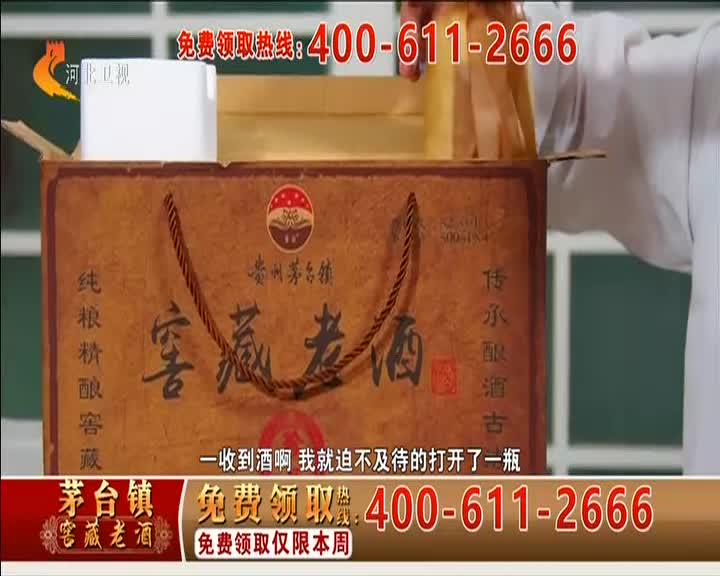 免费领取热线:400-611-2666
河北卫视
贵州茅台镇
窖藏老酒
纯粮精酿窖藏
传承酿酒古
一收到酒啊 我就迫不及待的打开了一瓶
茅台镇
窖藏老酒
免费领取热线:400-611-2666
免费领取仅限本周